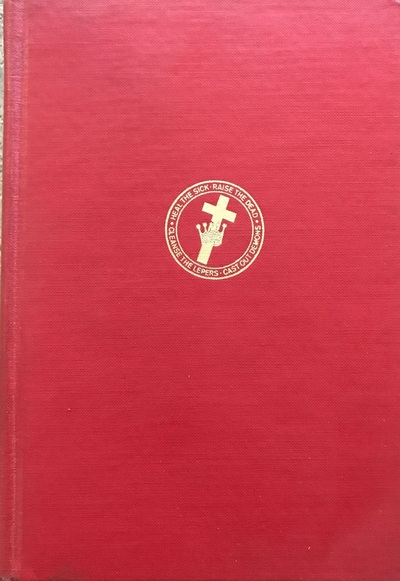 HEAL THE SICK · RAISE THE DEAD ·
CLEANSE THE LEPERS · CAST OUT DEMONS ·